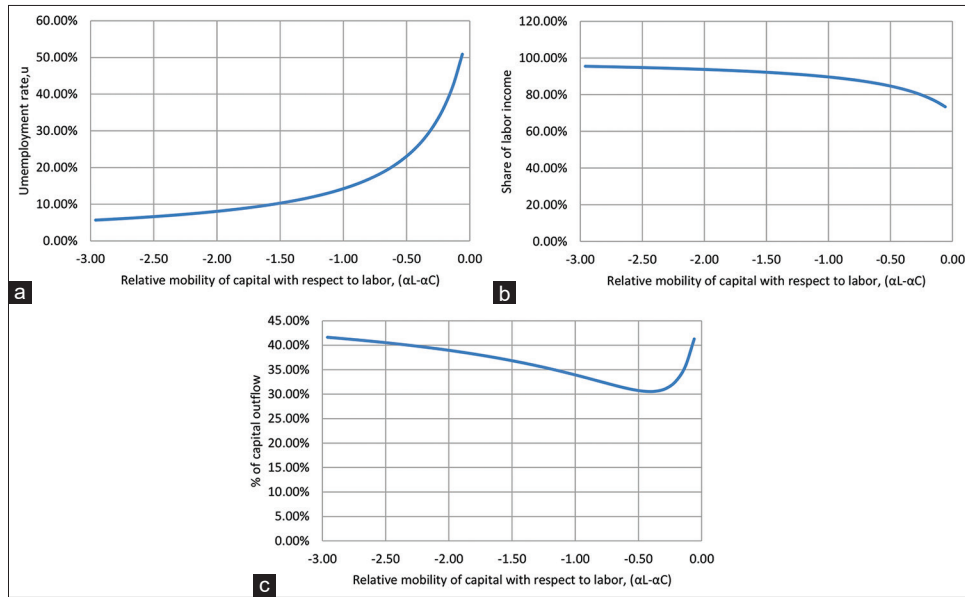 60.00%
50.00%
40.00%
30.00%
20.00%
10.00%
0.00%
Umemployment rate,u
-3.00 -2.50 -2.00 -1.50 -1.00 -0.50 0.00
Relative mobility of capital with respect to labor, (αL-αC)
a
120.00%
100.00%
80.00%
60.00%
40.00%
20.00%
0.00%
Share of labor income
-3.00 -2.50 -2.00 -1.50 -1.00 -0.50 0.00
Relative mobility of capital with respect to labor, (αL-αC)
b
45.00%
40.00%
35.00%
30.00%
25.00%
20.00%
15.00%
10.00%
5.00%
0.00%
% of capital outflow
-3.00 -2.50 -2.00 -1.50 -1.00 -0.50 0.00
Relative mobility of capital with respect to labor, (αL-αC)
c